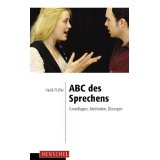 Heidi Puffer
ABC des
Sprechens
Grundlagen, Methoden, Übungen
HENSCHEL